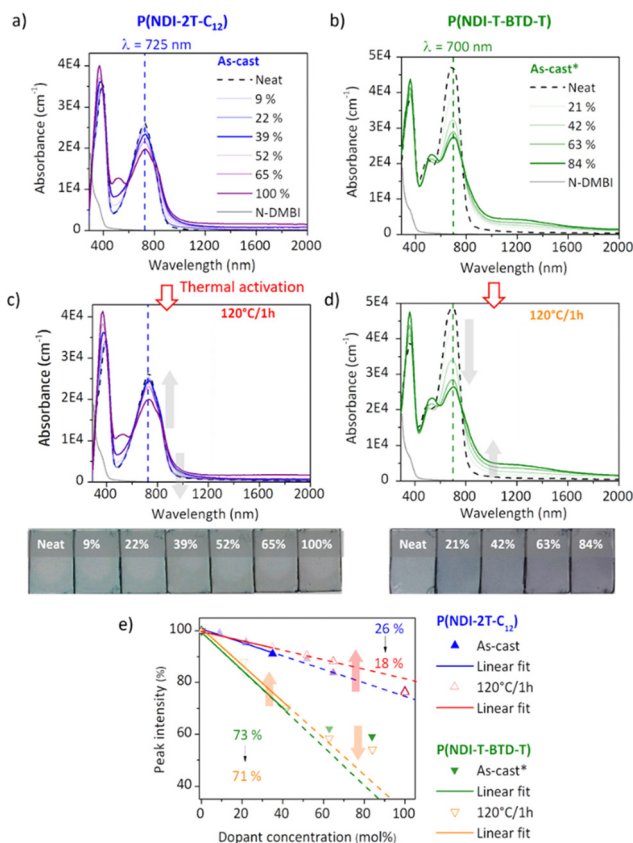 P(NDI-2T-C₁₂)
P(NDI-T-BTD-T)
a)
λ = 725 nm
As-cast
Neat
9 %
22 %
39 %
52 %
65 %
100 %
N-DMBI
4E4
3E4
2E4
1E4
0
Absorbance (cm⁻¹)
400
800
1200
1600
2000
Wavelength (nm)
b)
λ = 700 nm
As-cast*
Neat
21 %
42 %
63 %
84 %
N-DMBI
5E4
4E4
3E4
2E4
1E4
0
Absorbance (cm⁻¹)
400
800
1200
1600
2000
Wavelength (nm)
Thermal activation
c)
120°C/1h
4E4
3E4
2E4
1E4
0
Absorbance (cm⁻¹)
400
800
1200
1600
2000
Wavelength (nm)
d)
120°C/1h
5E4
4E4
3E4
2E4
1E4
0
Absorbance (cm⁻¹)
400
800
1200
1600
2000
Wavelength (nm)
Neat 9% 22% 39% 52% 65% 100%
Neat 21% 42% 63% 84%
e)
100
80
60
40
Peak intensity (%)
26 %
18 %
73 %
71 %
0 20 40 60 80 100
Dopant concentration (mol%)
P(NDI-2T-C₁₂)
As-cast
Linear fit
120°C/1h
Linear fit
P(NDI-T-BTD-T)
As-cast*
Linear fit
120°C/1h
Linear fit